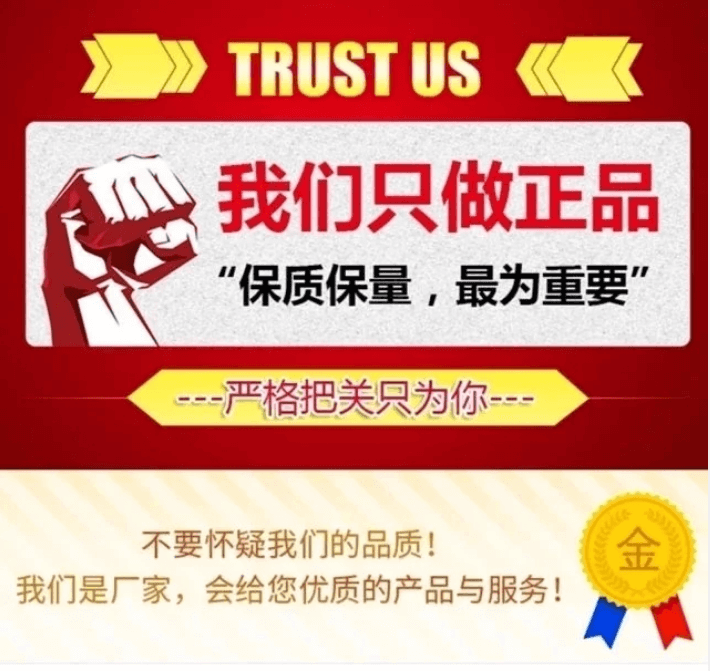 TRUST US
我们只做正品
“保质保量，最为重要”
---严格把关只为你---
不要怀疑我们的品质！
我们是厂家，会给您优质的产品与服务！
金